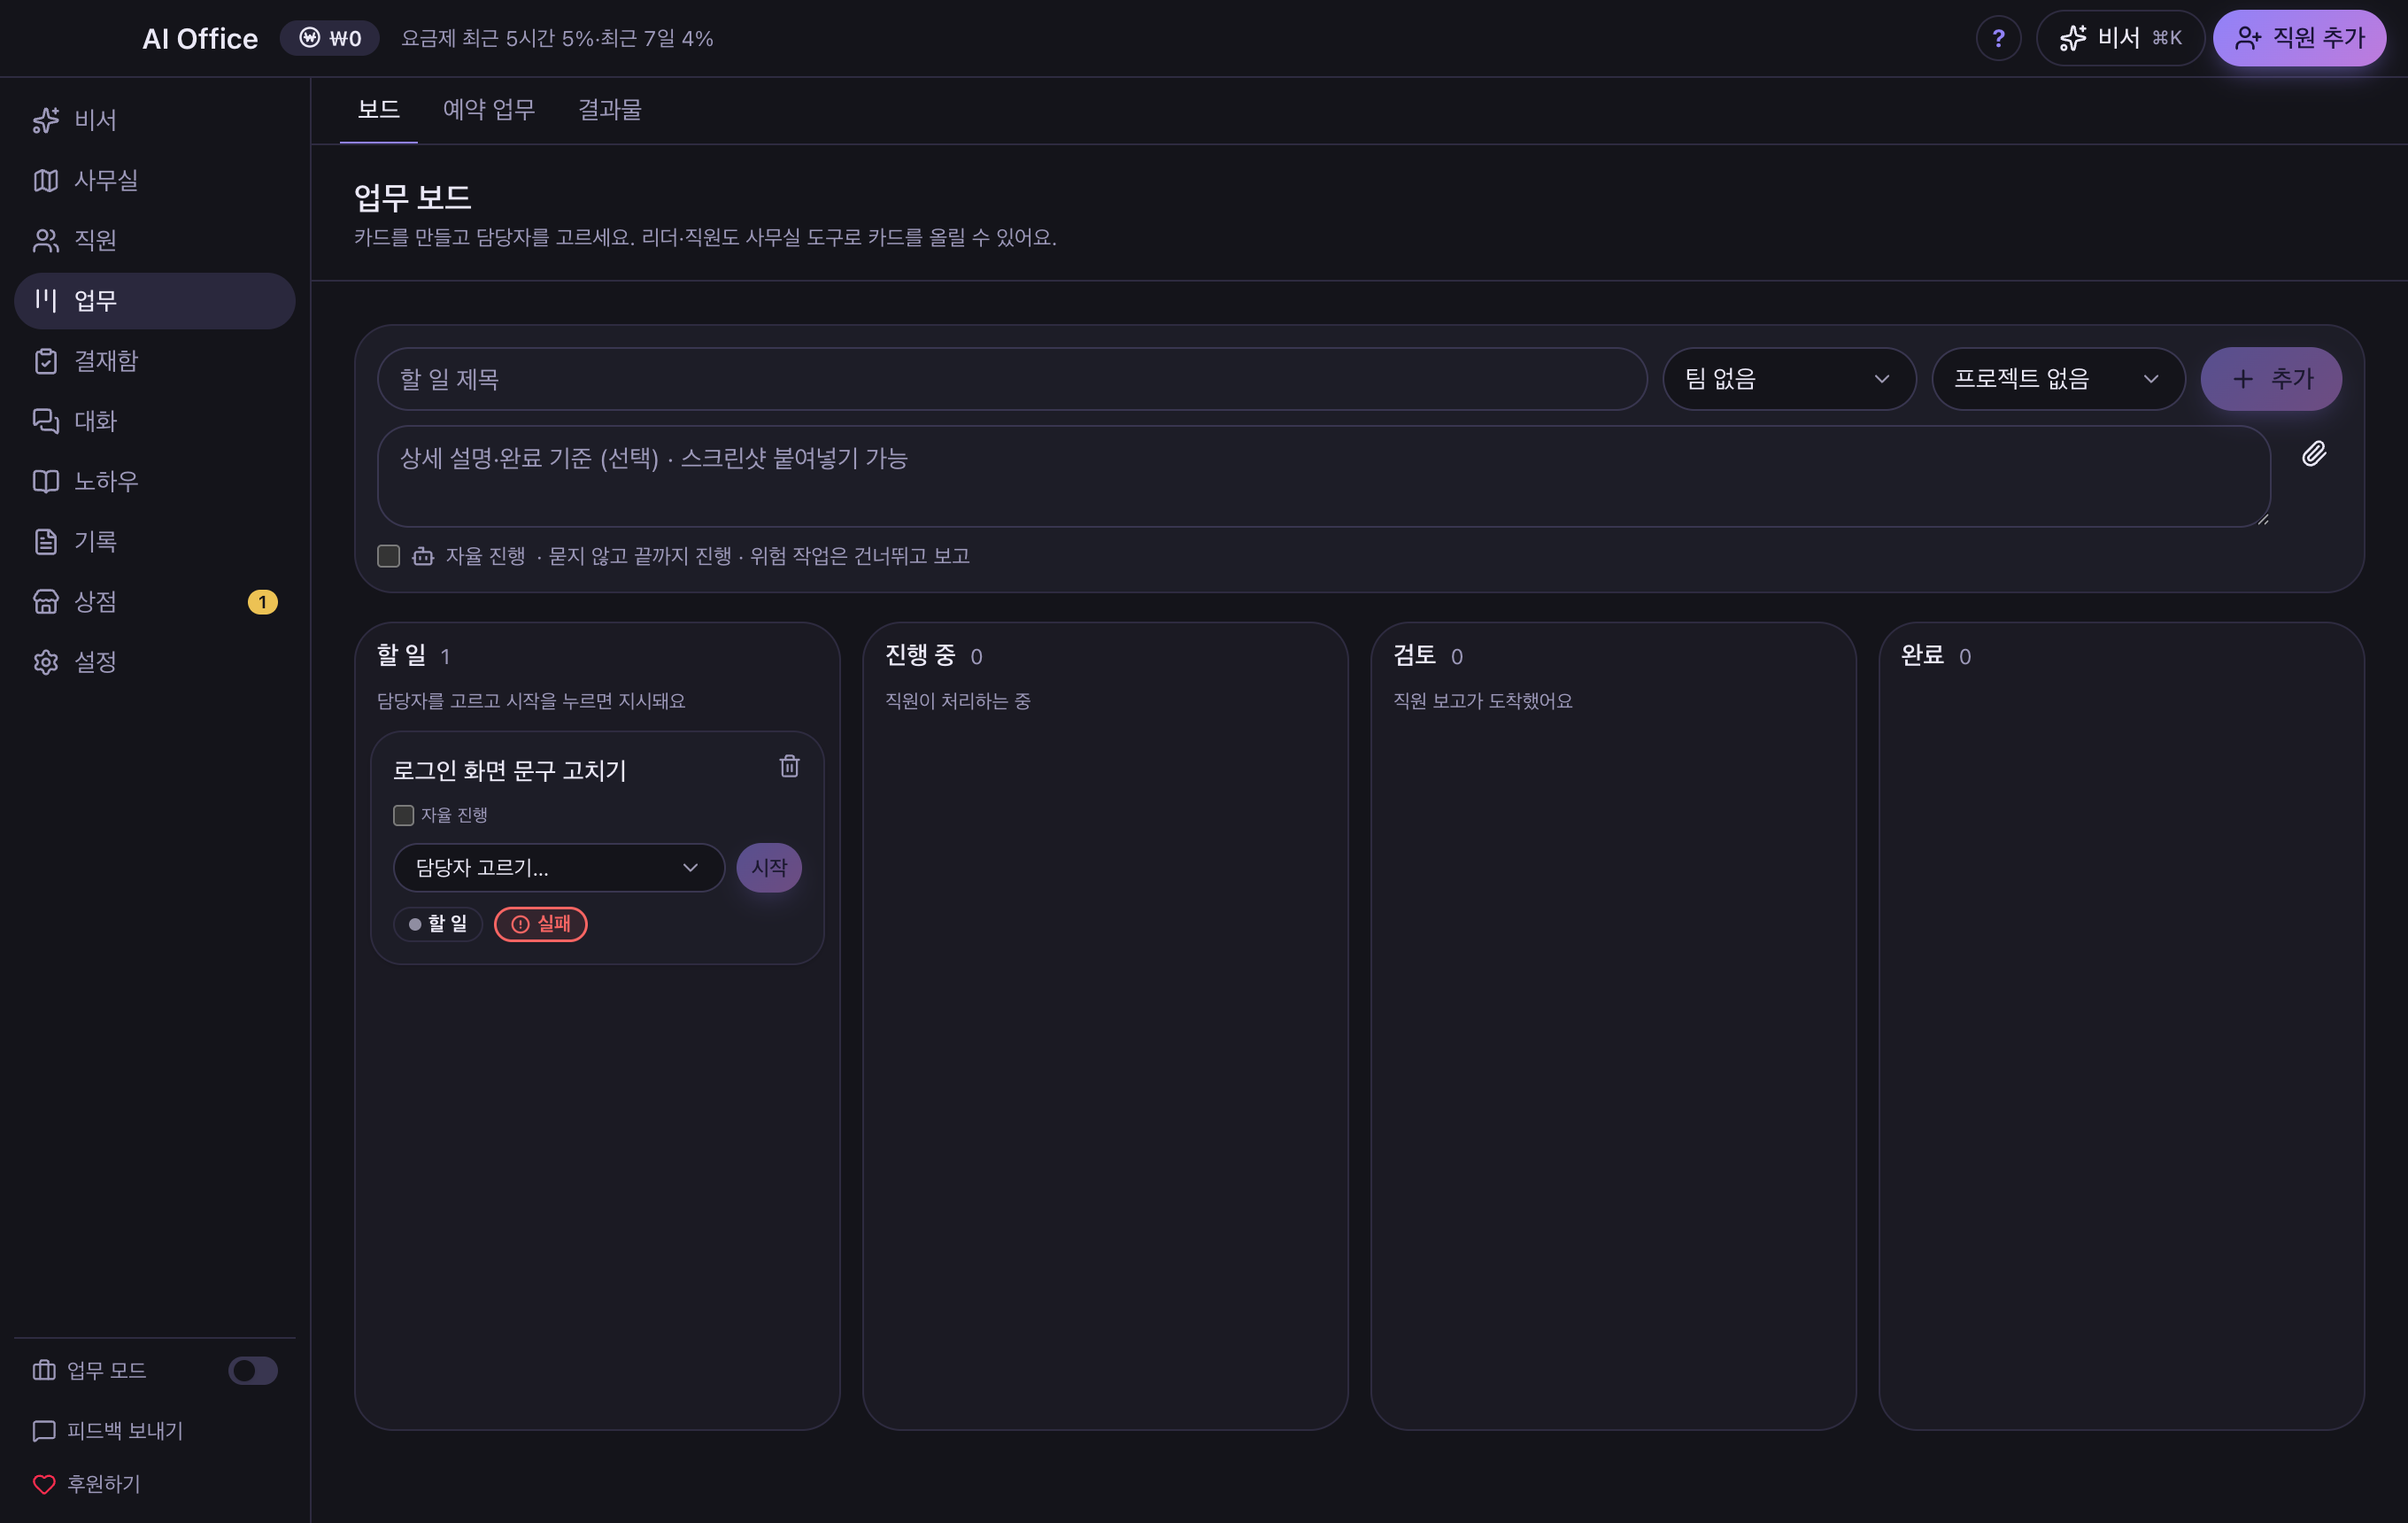 AI Office
₩0
요금제 최근 5시간 5%·최근 7일 4%
?
비서 ⌘K
직원 추가
비서
사무실
직원
업무
결재함
대화
노하우
기록
상점 1
설정
업무 모드
피드백 보내기
후원하기
보드 예약 업무 결과물
업무 보드
카드를 만들고 담당자를 고르세요. 리더·직원도 사무실 도구로 카드를 올릴 수 있어요.
할 일 제목
팀 없음
프로젝트 없음
+ 추가
상세 설명·완료 기준 (선택) · 스크린샷 붙여넣기 가능
자율 진행 · 묻지 않고 끝까지 진행 · 위험 작업은 건너뛰고 보고
할 일 1
담당자를 고르고 시작을 누르면 지시돼요
로그인 화면 문구 고치기
자율 진행
담당자 고르기...
시작
할 일
실패
진행 중 0
직원이 처리하는 중
검토 0
직원 보고가 도착했어요
완료 0